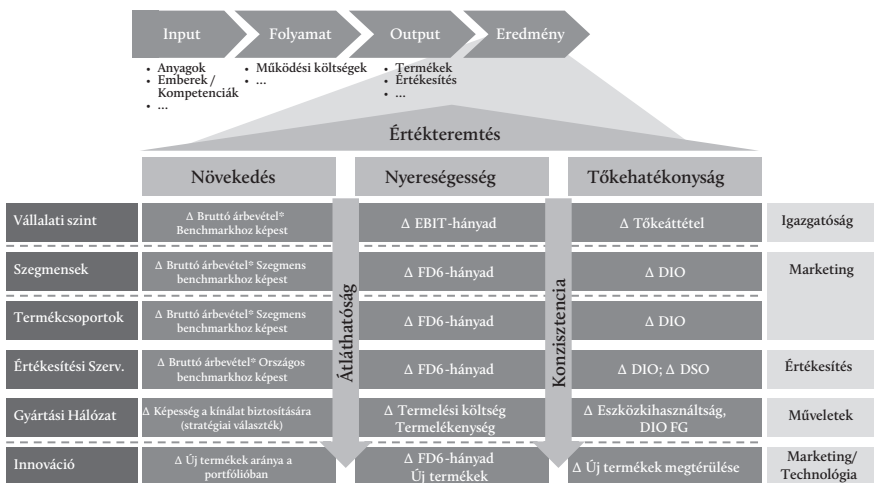 Input
Folyamat
Output
Eredmény
• Anyagok
• Emberek /
Kompetenciák
• ...
• Működési költségek
• ...
• Termékek
• Értékesítés
• ...
Értékteremtés
Növekedés
Nyereségesség
Tőkehatékonyság
Vállalati szint
Δ Bruttó árbevétel*
Benchmarkhoz képest
Δ EBIT-hányad
Δ Tőkeáttétel
Igazgatóság
Szegmensek
Δ Bruttó árbevétel* Szegmens
benchmarkhoz képest
Δ FD6-hányad
Δ DIO
Marketing
Termékcsoportok
Δ Bruttó árbevétel* Szegmens
benchmarkhoz képest
Δ FD6-hányad
Δ DIO
Értékesítési Szerv.
Δ Bruttó árbevétel* Országos
benchmarkhoz képest
Δ FD6-hányad
Δ DIO; Δ DSO
Értékesítés
Gyártási Hálózat
Δ Képesség a kínálat biztosítására
(stratégiai választék)
Δ Termelési költség
Termelékenység
Δ Eszközkihasználtság,
DIO FG
Műveletek
Innováció
Δ Új termékek aránya a
portfólióban
Δ FD6-hányad
Új termékek
Δ Új termékek megtérülése
Marketing/
Technológia
Átláthatóság
Konzisztencia